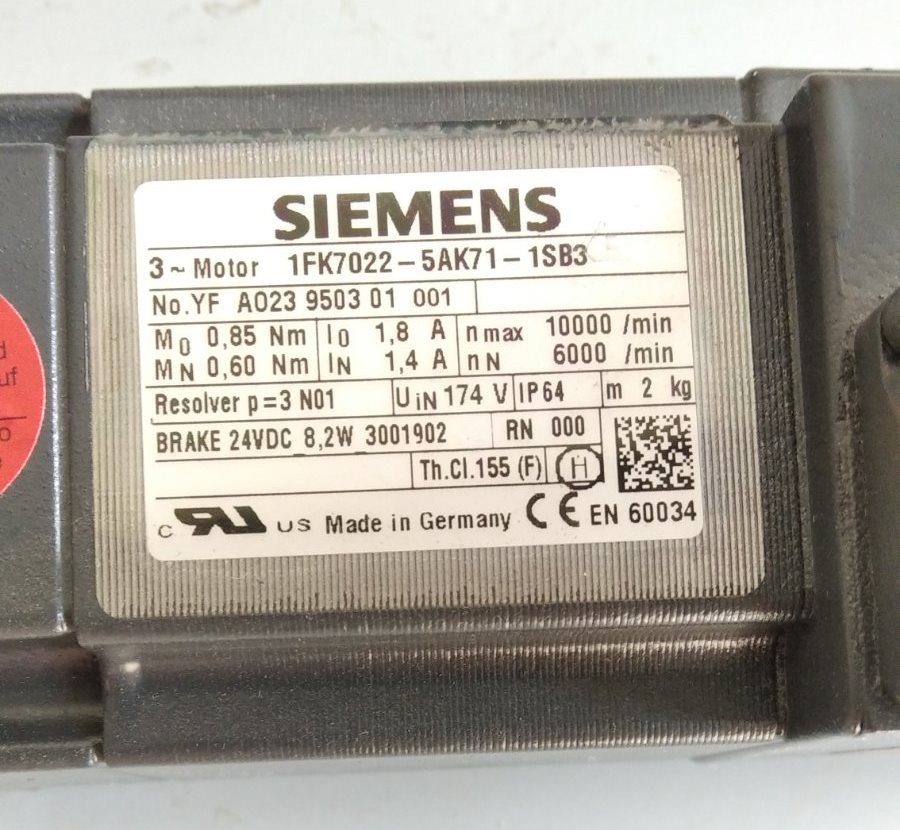 SIEMENS
3 ~ Motor 1FK7022-5AK71-1SB3
No.YF A023 9503 01 001
M0 0,85 Nm I0 1,8 A n max 10000 /min
MN 0,60 Nm IN 1,4 A n N 6000 /min
Resolver p=3 N01 UIN 174 V IP64 m 2 kg
BRAKE 24VDC 8,2W 3001902 RN 000
Th.Cl.155 (F) H
c RU US Made in Germany CE EN 60034